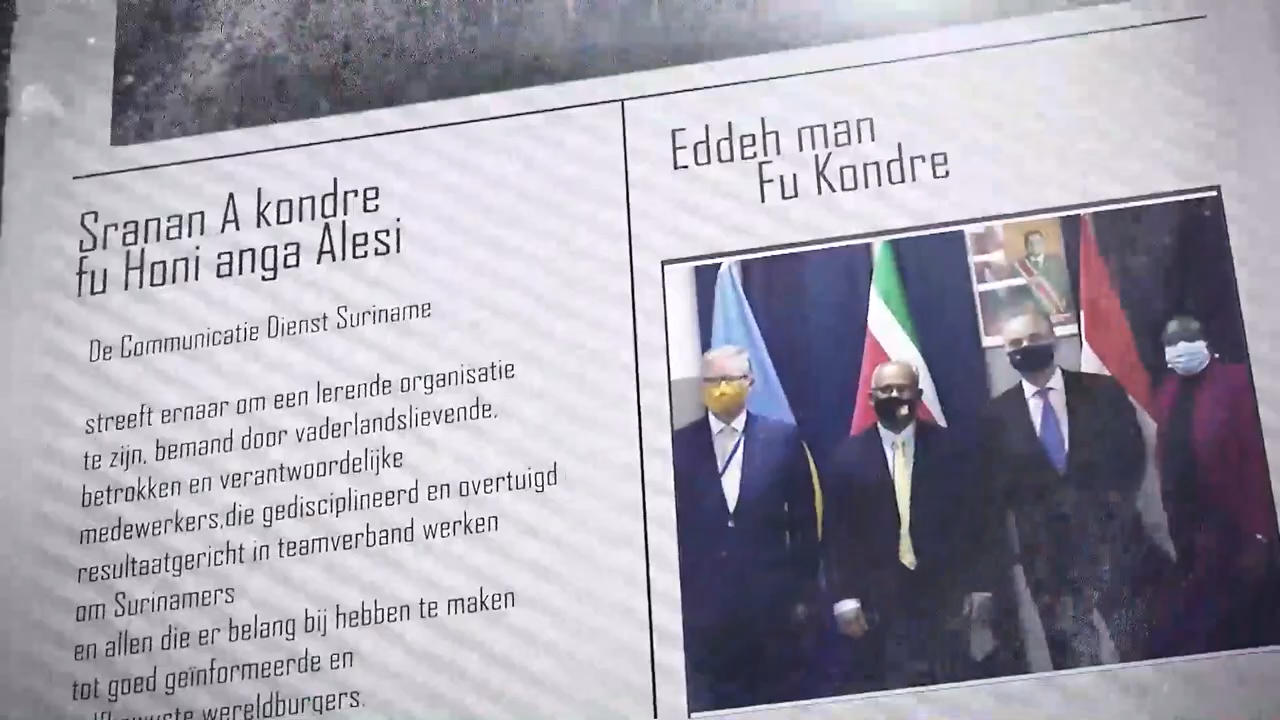 Sranan A kondre
fu Honi anga Alesi
De Communicatie Dienst Suriname
streeft ernaar om een lerende organisatie
te zijn, bemand door vaderlandslievende,
betrokken en verantwoordelijke
medewerkers,die gedisciplineerd en overtuigd
resultaatgericht in teamverband werken
om Surinamers
en allen die er belang bij hebben te maken
tot goed geïnformeerde en
wereldburgers.
Eddeh man
Fu Kondre